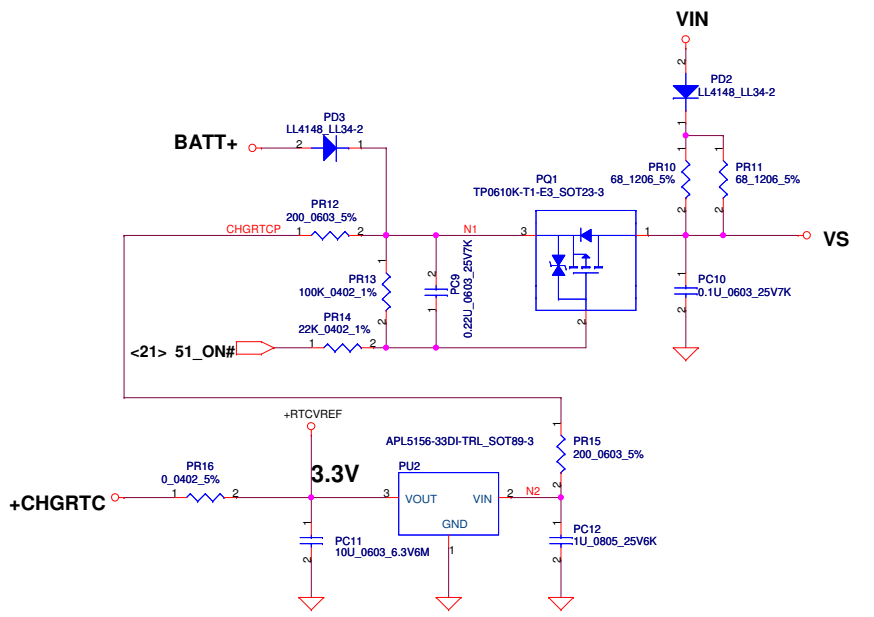 VIN
2
PD2
LL4148_LL34-2
1
PD3
LL4148_LL34-2
BATT+
2
1
1
1
PR10
68_1206_5%
PR11
68_1206_5%
2
2
PQ1
TP0610K-T1-E3_SOT23-3
PR12
200_0603_5%
CHGRTCP
1
2
N1
3
1
VS
1
PR13
100K_0402_1%
2
2
PC9
0.22U_0603_25V7K
1
1
PC10
0.1U_0603_25V7K
2
2
PR14
22K_0402_1%
<21> 51_ON#
1
2
+RTCVREF
APL5156-33DI-TRL_SOT89-3
1
PR15
200_0603_5%
2
PR16
0_0402_5%
3.3V
PU2
+CHGRTC
1
2
3
VOUT
VIN
2
N2
GND
1
PC11
10U_0603_6.3V6M
2
1
1
PC12
1U_0805_25V6K
2